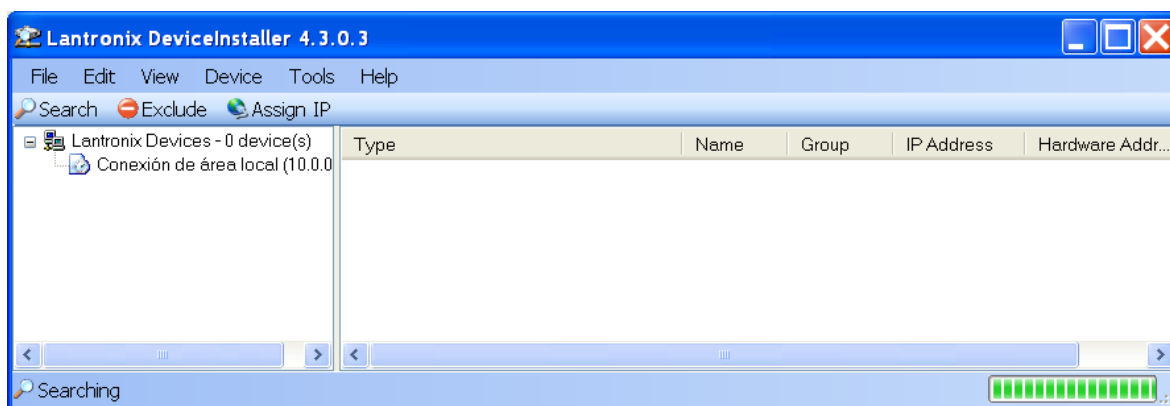 Lantronix DeviceInstaller 4.3.0.3
File Edit View Device Tools Help
Search Exclude Assign IP
Lantronix Devices - 0 device(s)
Conexión de área local (10.0.0
Type Name Group IP Address Hardware Addr...
Searching